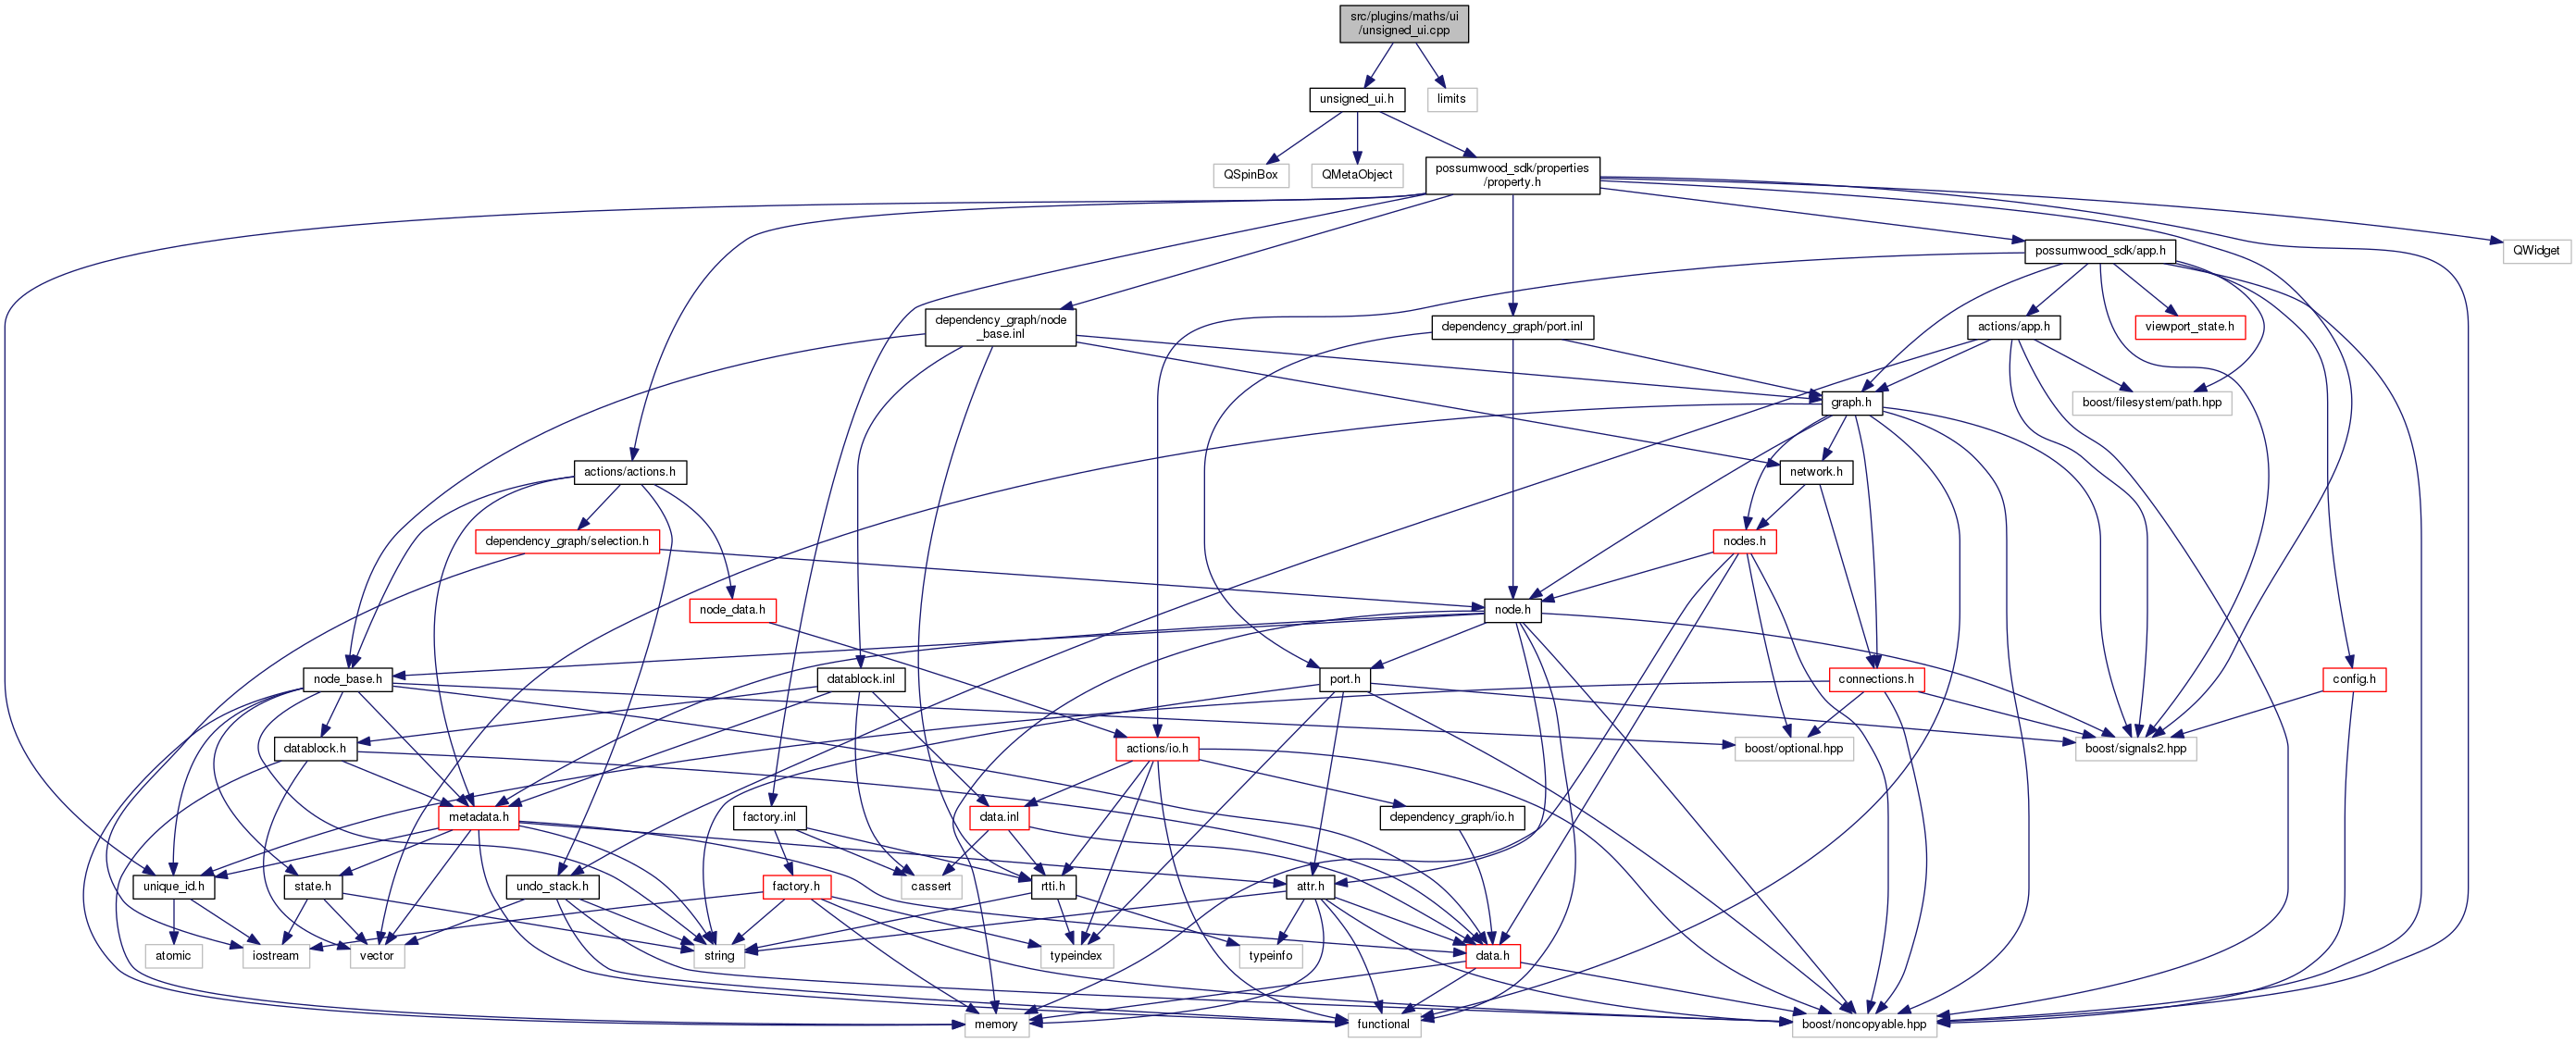 src/plugins/maths/ui
/unsigned_ui.cpp
unsigned_ui.h
limits
QSpinBox
QMetaObject
possumwood_sdk/properties
/property.h
possumwood_sdk/app.h
QWidget
dependency_graph/node
_base.inl
dependency_graph/port.inl
actions/app.h
viewport_state.h
graph.h
boost/filesystem/path.hpp
actions/actions.h
network.h
dependency_graph/selection.h
nodes.h
node_data.h
node.h
node_base.h
datablock.inl
port.h
connections.h
config.h
datablock.h
actions/io.h
boost/optional.hpp
boost/signals2.hpp
metadata.h
factory.inl
data.inl
dependency_graph/io.h
unique_id.h
state.h
undo_stack.h
factory.h
cassert
rtti.h
attr.h
atomic
iostream
vector
string
typeindex
typeinfo
data.h
memory
functional
boost/noncopyable.hpp